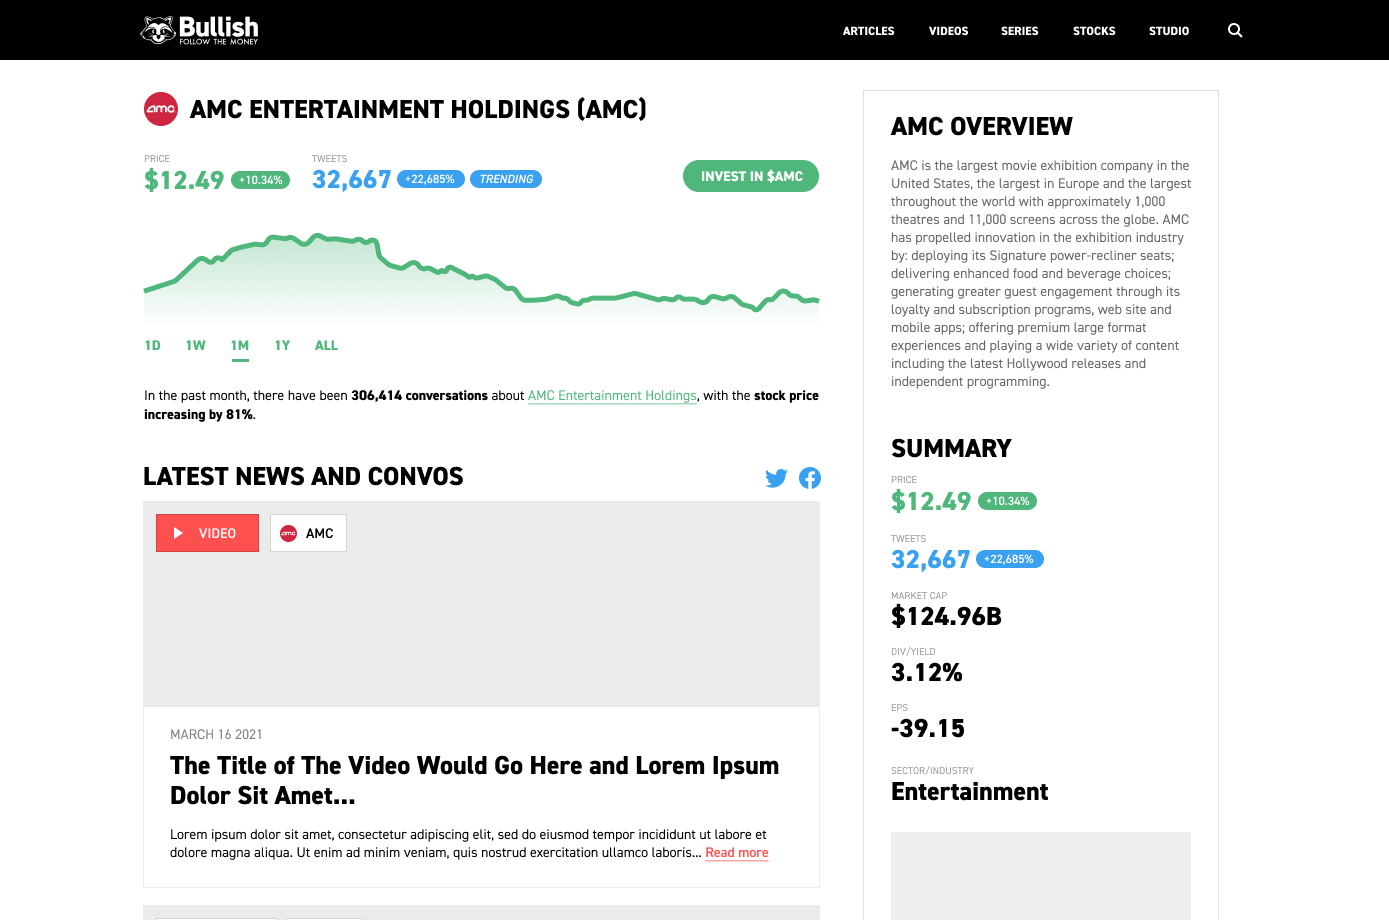 Bullish
FOLLOW THE MONEY
ARTICLES
VIDEOS
SERIES
STOCKS
STUDIO
amc
AMC ENTERTAINMENT HOLDINGS (AMC)
PRICE
$12.49 +10.34%
TWEETS
32,667 +22,685% TRENDING
INVEST IN $AMC
1D 1W 1M 1Y ALL
In the past month, there have been 306,414 conversations about AMC Entertainment Holdings, with the stock price
increasing by 81%.
LATEST NEWS AND CONVOS
VIDEO
amc AMC
MARCH 16 2021
The Title of The Video Would Go Here and Lorem Ipsum
Dolor Sit Amet...
Lorem ipsum dolor sit amet, consectetur adipiscing elit, sed do eiusmod tempor incididunt ut labore et
dolore magna aliqua. Ut enim ad minim veniam, quis nostrud exercitation ullamco laboris... Read more
AMC OVERVIEW
AMC is the largest movie exhibition company in the
United States, the largest in Europe and the largest
throughout the world with approximately 1,000
theatres and 11,000 screens across the globe. AMC
has propelled innovation in the exhibition industry
by: deploying its Signature power-recliner seats;
delivering enhanced food and beverage choices;
generating greater guest engagement through its
loyalty and subscription programs, web site and
mobile apps; offering premium large format
experiences and playing a wide variety of content
including the latest Hollywood releases and
independent programming.
SUMMARY
PRICE
$12.49 +10.34%
TWEETS
32,667 +22,685%
MARKET CAP
$124.96B
DIV/YIELD
3.12%
EPS
-39.15
SECTOR/INDUSTRY
Entertainment